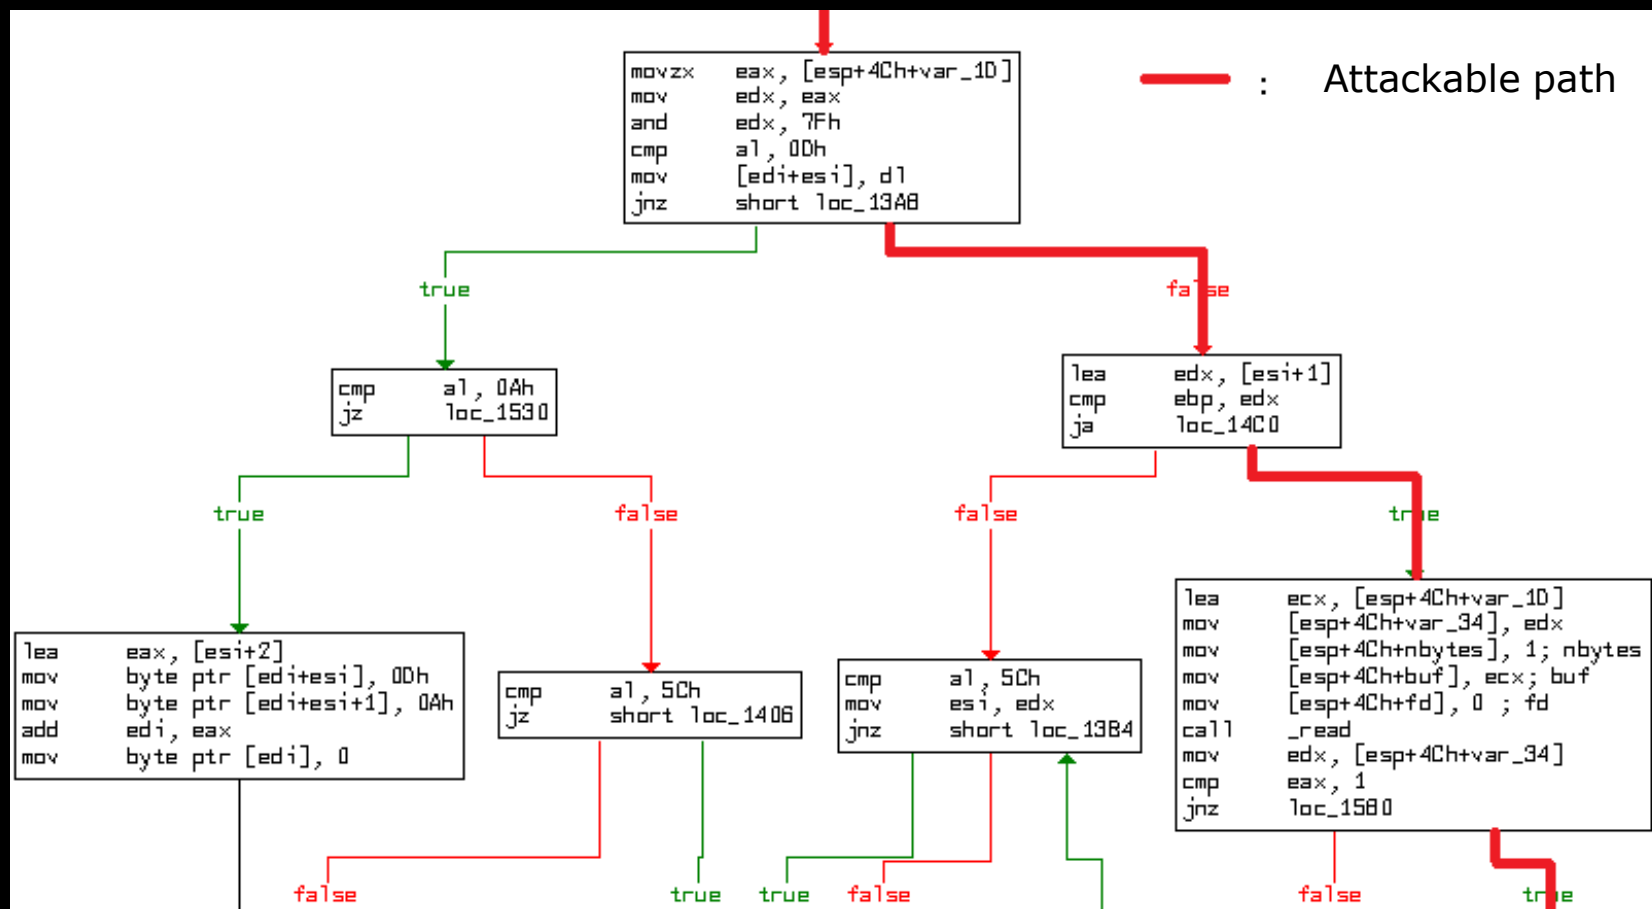 movzx eax, [esp+4Ch+var_1D]
mov edx, eax
and edx, 7Fh
cmp al, 0Dh
mov [edi+esi], dl
jnz short loc_13A8
: Attackable path
true
false
cmp al, 0Ah
jz loc_1530
lea edx, [esi+1]
cmp ebp, edx
ja loc_14C0
true
false
false
true
lea eax, [esi+2]
mov byte ptr [edi+esi], 0Dh
mov byte ptr [edi+esi+1], 0Ah
add edi, eax
mov byte ptr [edi], 0
cmp al, 5Ch
jz short loc_1406
cmp al, 5Ch
mov esi, edx
jnz short loc_13B4
lea ecx, [esp+4Ch+var_1D]
mov [esp+4Ch+var_34], edx
mov [esp+4Ch+nbytes], 1; nbytes
mov [esp+4Ch+buf], ecx; buf
mov [esp+4Ch+fd], 0 ; fd
call _read
mov edx, [esp+4Ch+var_34]
cmp eax, 1
jnz loc_15B0
false
true
true
false
false
true